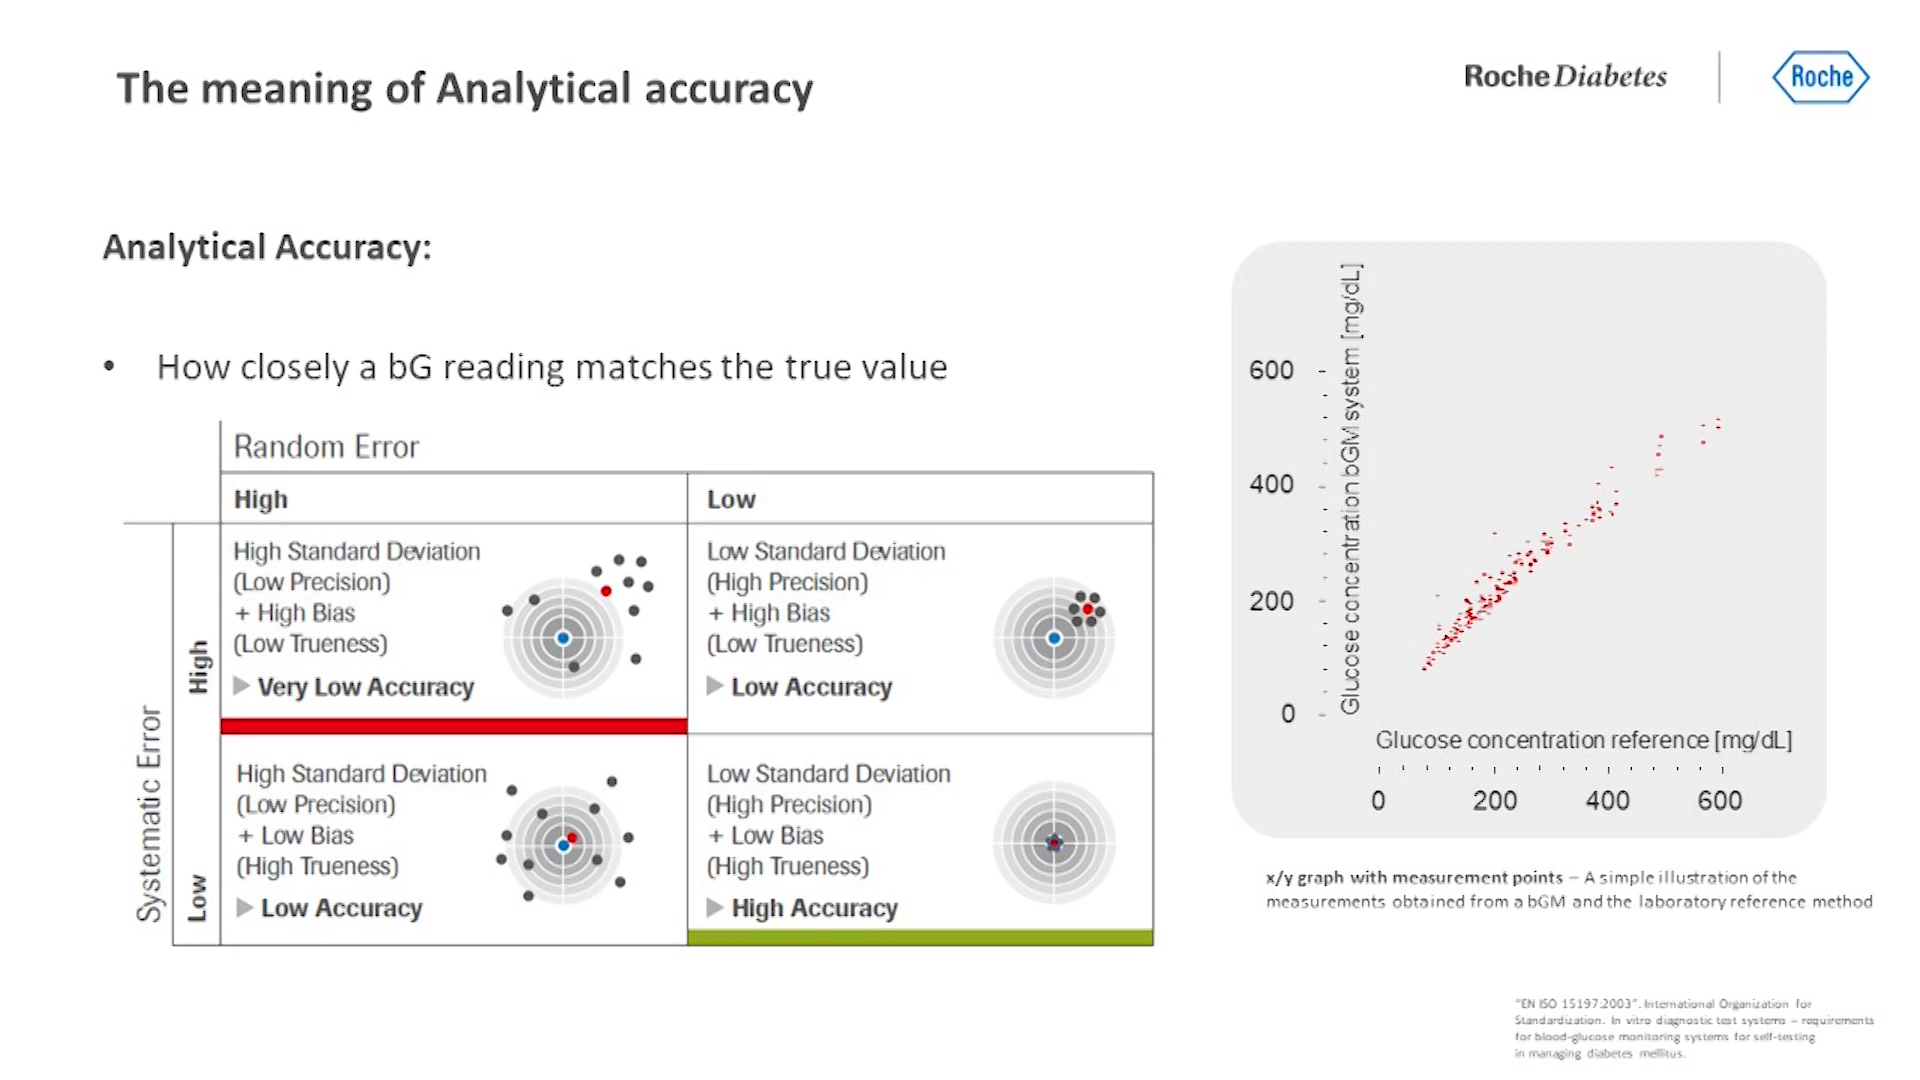 The meaning of Analytical accuracy
Roche Diabetes
Roche
Analytical Accuracy:
• How closely a bG reading matches the true value
Random Error
High
Low
Systematic Error
High
High Standard Deviation
(Low Precision)
+ High Bias
(Low Trueness)
Very Low Accuracy
Low Standard Deviation
(High Precision)
+ High Bias
(Low Trueness)
Low Accuracy
Low
High Standard Deviation
(Low Precision)
+ Low Bias
(High Trueness)
Low Accuracy
Low Standard Deviation
(High Precision)
+ Low Bias
(High Trueness)
High Accuracy
Glucose concentration bGM system [mg/dL]
600
400
200
0
Glucose concentration reference [mg/dL]
0 200 400 600
x/y graph with measurement points – A simple illustration of the
measurements obtained from a bGM and the laboratory reference method
"EN ISO 15197:2003". International Organization for
Standardization. In vitro diagnostic test systems – requirements
for blood-glucose monitoring systems for self-testing
in managing diabetes mellitus.